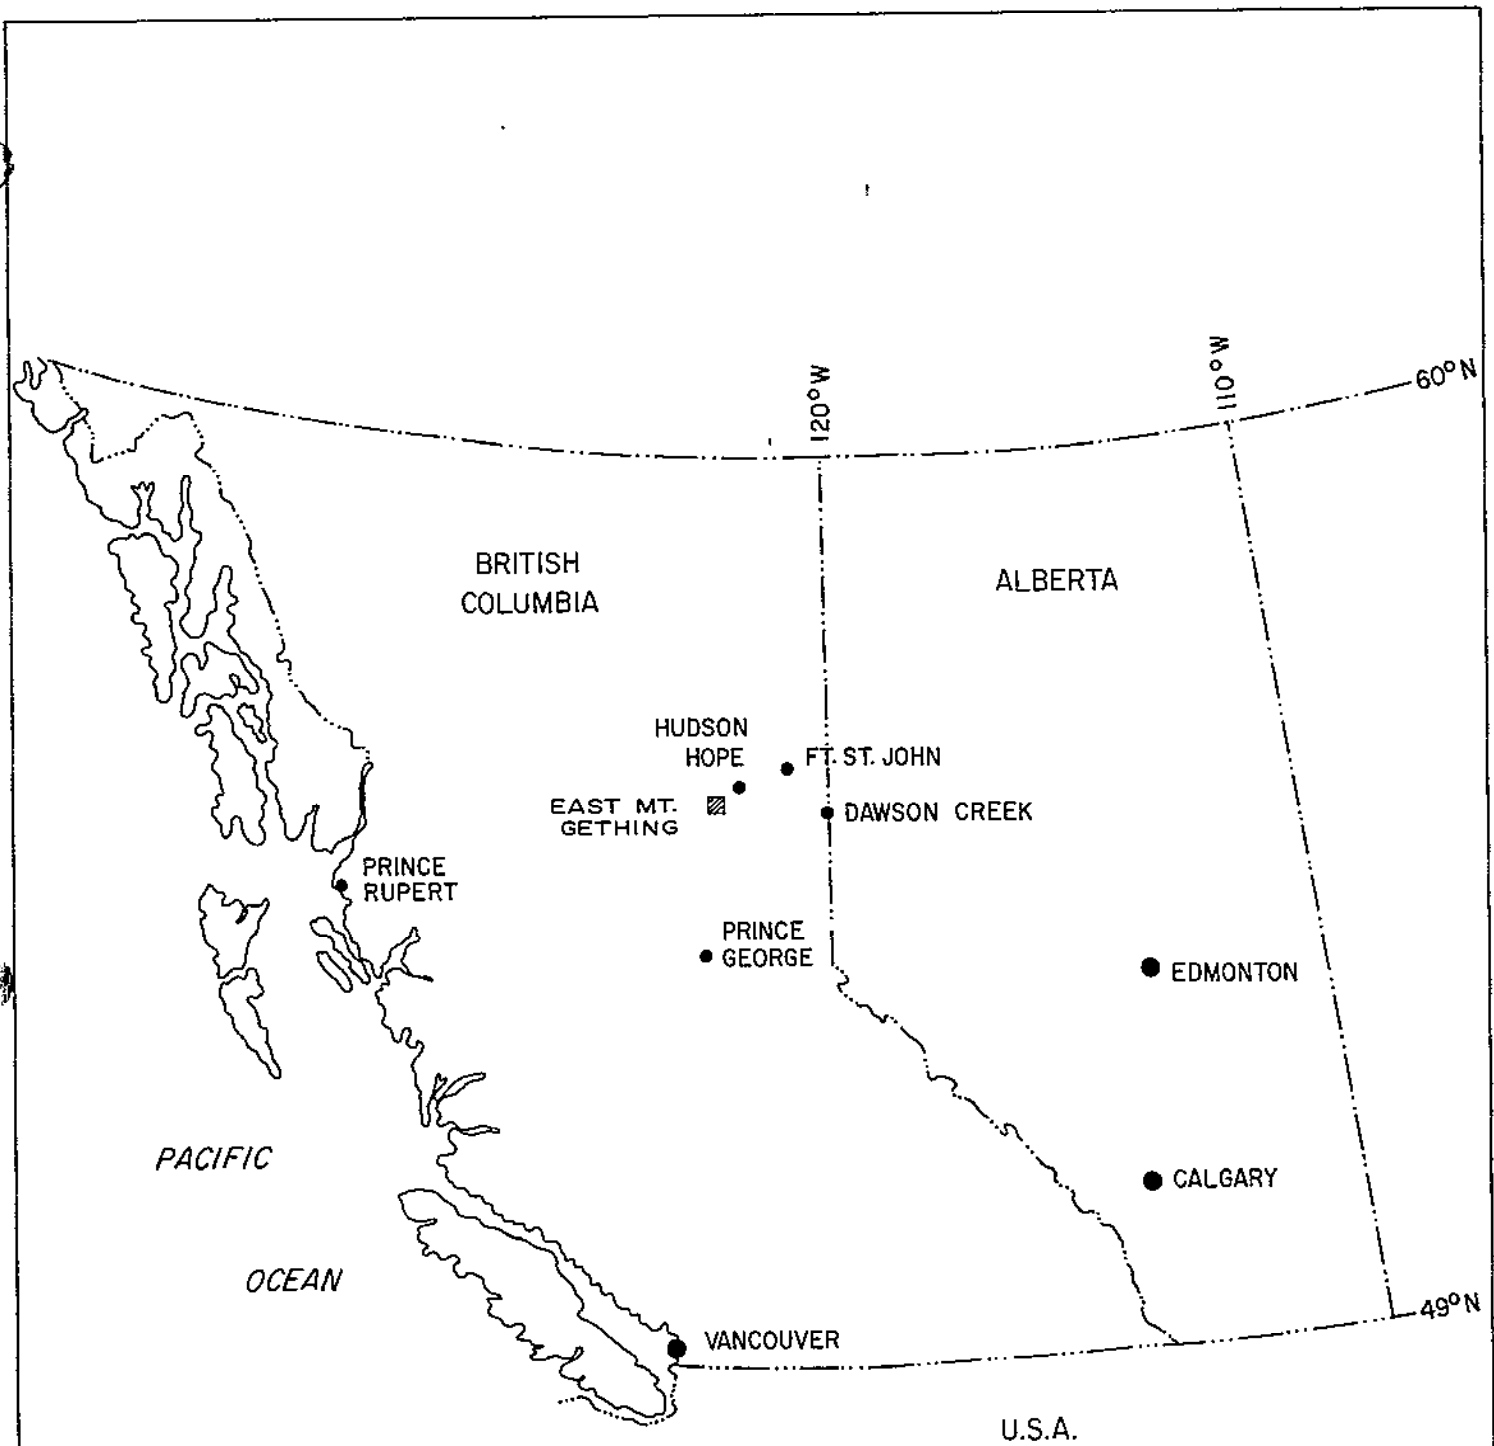 110°W
60°N
120°W
BRITISH
COLUMBIA
ALBERTA
HUDSON
HOPE
FT. ST. JOHN
EAST MT.
GETHING
DAWSON CREEK
PRINCE
RUPERT
PRINCE
GEORGE
EDMONTON
PACIFIC
CALGARY
OCEAN
49°N
VANCOUVER
U.S.A.